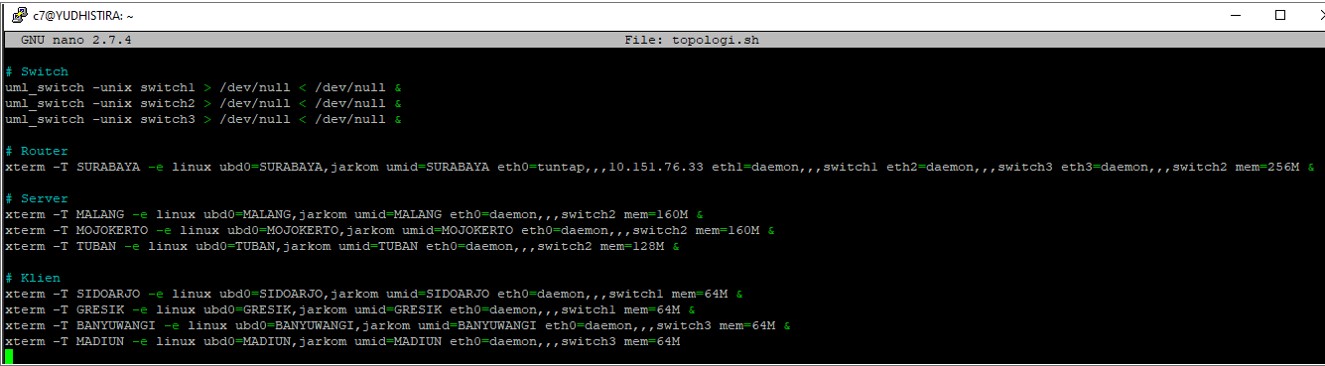 c7@YUDHISTIRA: ~
GNU nano 2.7.4 File: topologi.sh
# Switch
uml_switch -unix switch1 > /dev/null < /dev/null &
uml_switch -unix switch2 > /dev/null < /dev/null &
uml_switch -unix switch3 > /dev/null < /dev/null &
# Router
xterm -T SURABAYA -e linux ubd0=SURABAYA,jarkom umid=SURABAYA eth0=tuntap,,,10.151.76.33 eth1=daemon,,,switch1 eth2=daemon,,,switch3 eth3=daemon,,,switch2 mem=256M &
# Server
xterm -T MALANG -e linux ubd0=MALANG,jarkom umid=MALANG eth0=daemon,,,switch2 mem=160M &
xterm -T MOJOKERTO -e linux ubd0=MOJOKERTO,jarkom umid=MOJOKERTO eth0=daemon,,,switch2 mem=160M &
xterm -T TUBAN -e linux ubd0=TUBAN,jarkom umid=TUBAN eth0=daemon,,,switch2 mem=128M &
# Klien
xterm -T SIDOARJO -e linux ubd0=SIDOARJO,jarkom umid=SIDOARJO eth0=daemon,,,switch1 mem=64M &
xterm -T GRESIK -e linux ubd0=GRESIK,jarkom umid=GRESIK eth0=daemon,,,switch1 mem=64M &
xterm -T BANYUWANGI -e linux ubd0=BANYUWANGI,jarkom umid=BANYUWANGI eth0=daemon,,,switch3 mem=64M &
xterm -T MADIUN -e linux ubd0=MADIUN,jarkom umid=MADIUN eth0=daemon,,,switch3 mem=64M